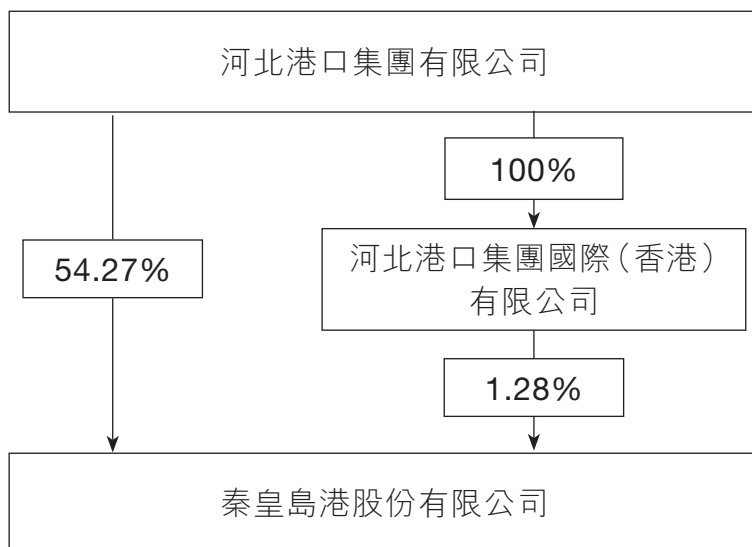 河北港口集團有限公司
100%
54.27%
河北港口集團國際（香港）
有限公司
1.28%
秦皇島港股份有限公司